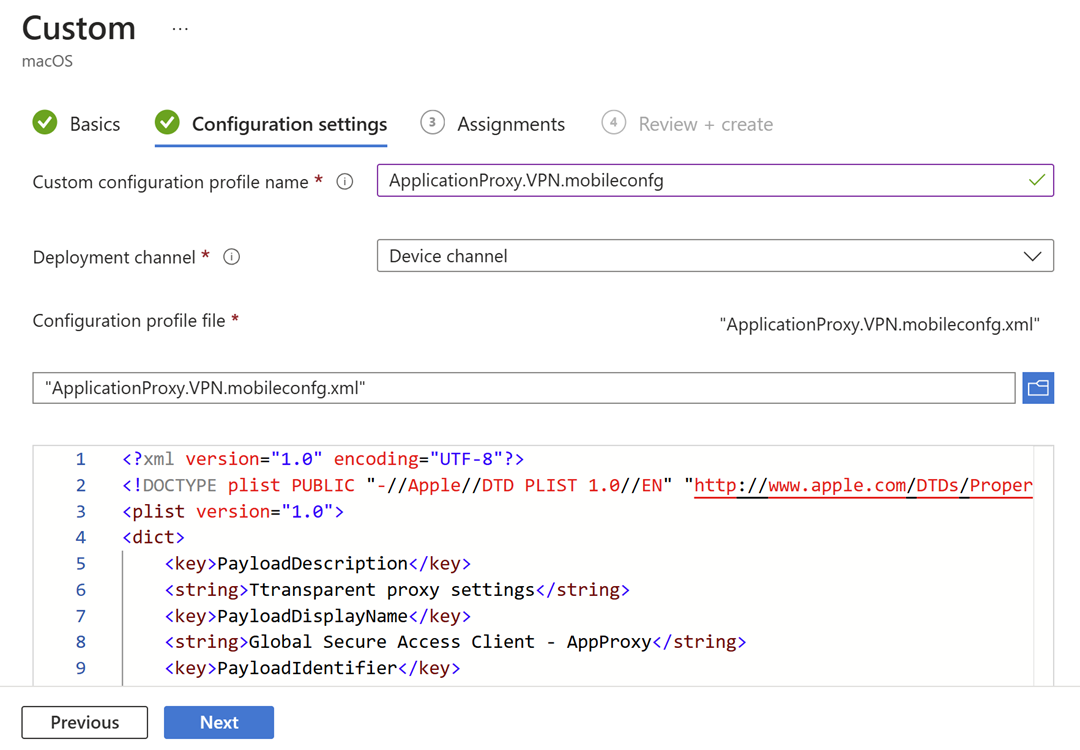 Custom ...
macOS
Basics Configuration settings 3 Assignments 4 Review + create
Custom configuration profile name * ApplicationProxy.VPN.mobileconfg
Deployment channel * Device channel
Configuration profile file * "ApplicationProxy.VPN.mobileconfg.xml"
"ApplicationProxy.VPN.mobileconfg.xml"
1 <?xml version="1.0" encoding="UTF-8"?>
2 <!DOCTYPE plist PUBLIC "-//Apple//DTD PLIST 1.0//EN" "http://www.apple.com/DTDs/Proper
3 <plist version="1.0">
4 <dict>
5 <key>PayloadDescription</key>
6 <string>Ttransparent proxy settings</string>
7 <key>PayloadDisplayName</key>
8 <string>Global Secure Access Client - AppProxy</string>
9 <key>PayloadIdentifier</key>
Previous Next